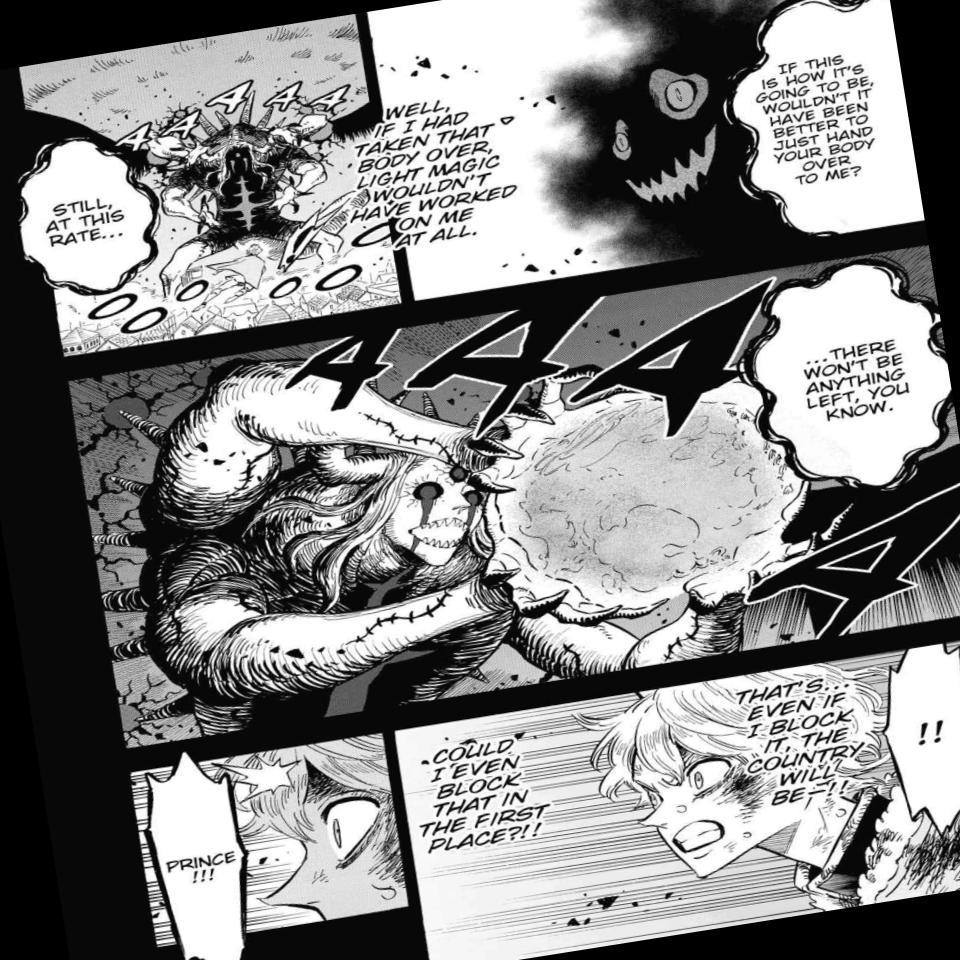 IF THIS
IS HOW IT'S
GOING TO BE,
WOULDN'T IT
HAVE BEEN
BETTER TO
JUST HAND
YOUR BODY
OVER
TO ME?
WELL,
IF I HAD
TAKEN THAT
BODY OVER,
LIGHT MAGIC
WOULDN'T
HAVE WORKED
ON ME
AT ALL.
STILL,
AT THIS
RATE...
...THERE
WON'T BE
ANYTHING
LEFT, YOU
KNOW.
!!
THAT'S...
EVEN IF
I BLOCK
IT, THE
COUNTRY
WILL
BE—!!
COULD
I EVEN
BLOCK
THAT IN
THE FIRST
PLACE?!!
PRINCE
!!!